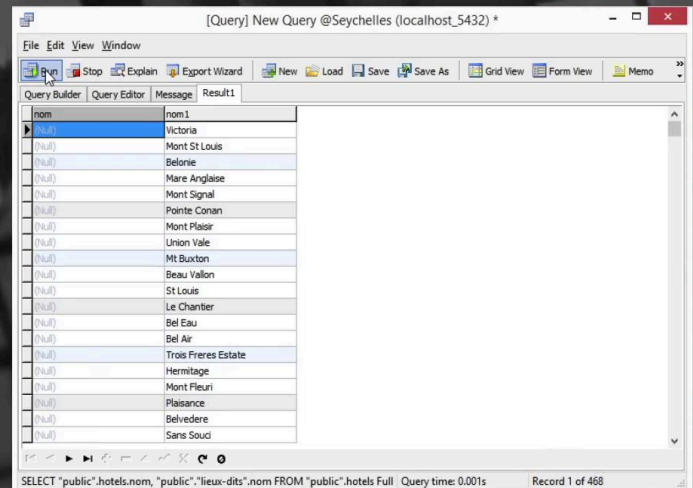 [Query] New Query @Seychelles (localhost_5432) *
File Edit View Window
Run Stop Explain Export Wizard New Load Save Save As Grid View Form View Memo
Query Builder Query Editor Message Result1
nom nom1
(Null) Victoria
(Null) Mont St Louis
(Null) Belonie
(Null) Mare Anglaise
(Null) Mont Signal
(Null) Pointe Conan
(Null) Mont Plaisir
(Null) Union Vale
(Null) Mt Buxton
(Null) Beau Vallon
(Null) St Louis
(Null) Le Chantier
(Null) Bel Eau
(Null) Bel Air
(Null) Trois Freres Estate
(Null) Hermitage
(Null) Mont Fleuri
(Null) Plaisance
(Null) Belvedere
(Null) Sans Souci
SELECT "public".hotels.nom, "public"."lieux-dits".nom FROM "public".hotels Full Query time: 0.001s Record 1 of 468